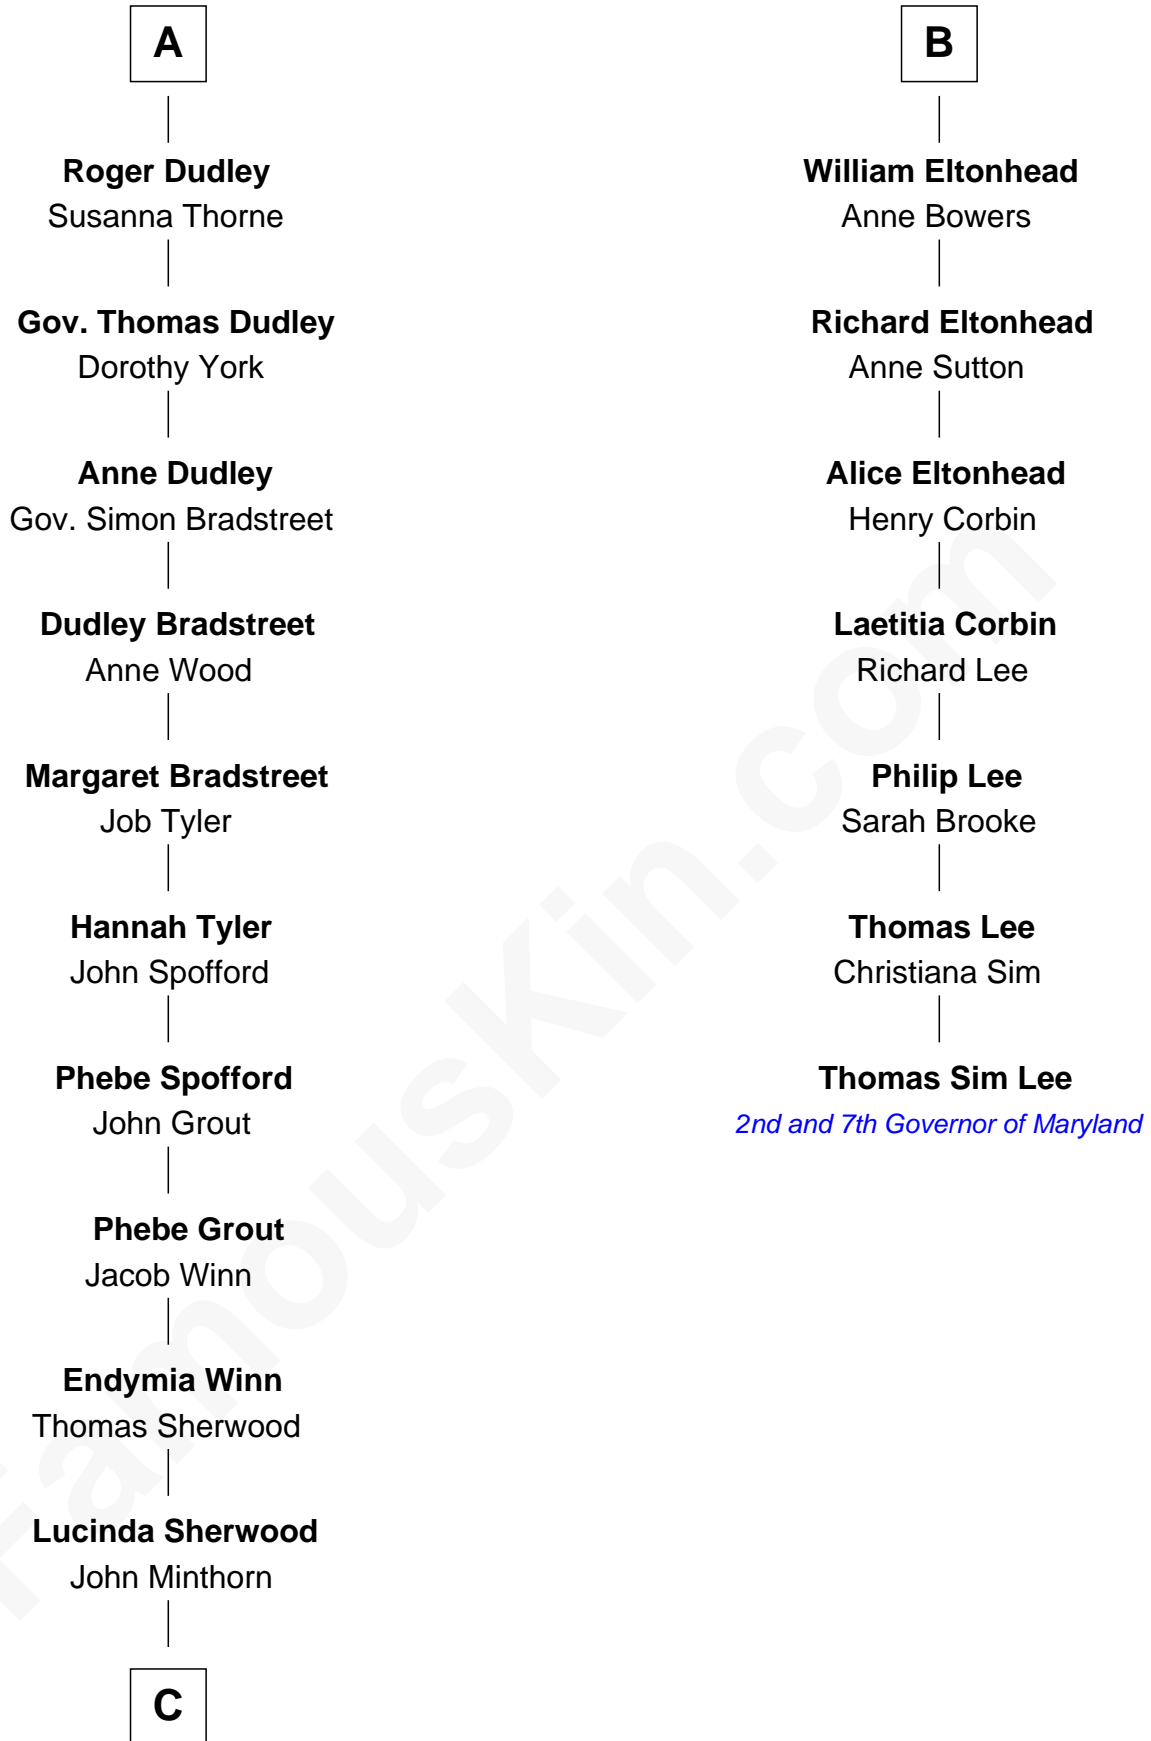 A
Roger Dudley
Susanna Thorne
Gov. Thomas Dudley
Dorothy York
Anne Dudley
Gov. Simon Bradstreet
Dudley Bradstreet
Anne Wood
Margaret Bradstreet
Job Tyler
Hannah Tyler
John Spofford
Phebe Spofford
John Grout
Phebe Grout
Jacob Winn
Endymia Winn
Thomas Sherwood
Lucinda Sherwood
John Minthorn
C
B
William Eltonhead
Anne Bowers
Richard Eltonhead
Anne Sutton
Alice Eltonhead
Henry Corbin
Laetitia Corbin
Richard Lee
Philip Lee
Sarah Brooke
Thomas Lee
Christiana Sim
Thomas Sim Lee
2nd and 7th Governor of Maryland
FamousKin.com